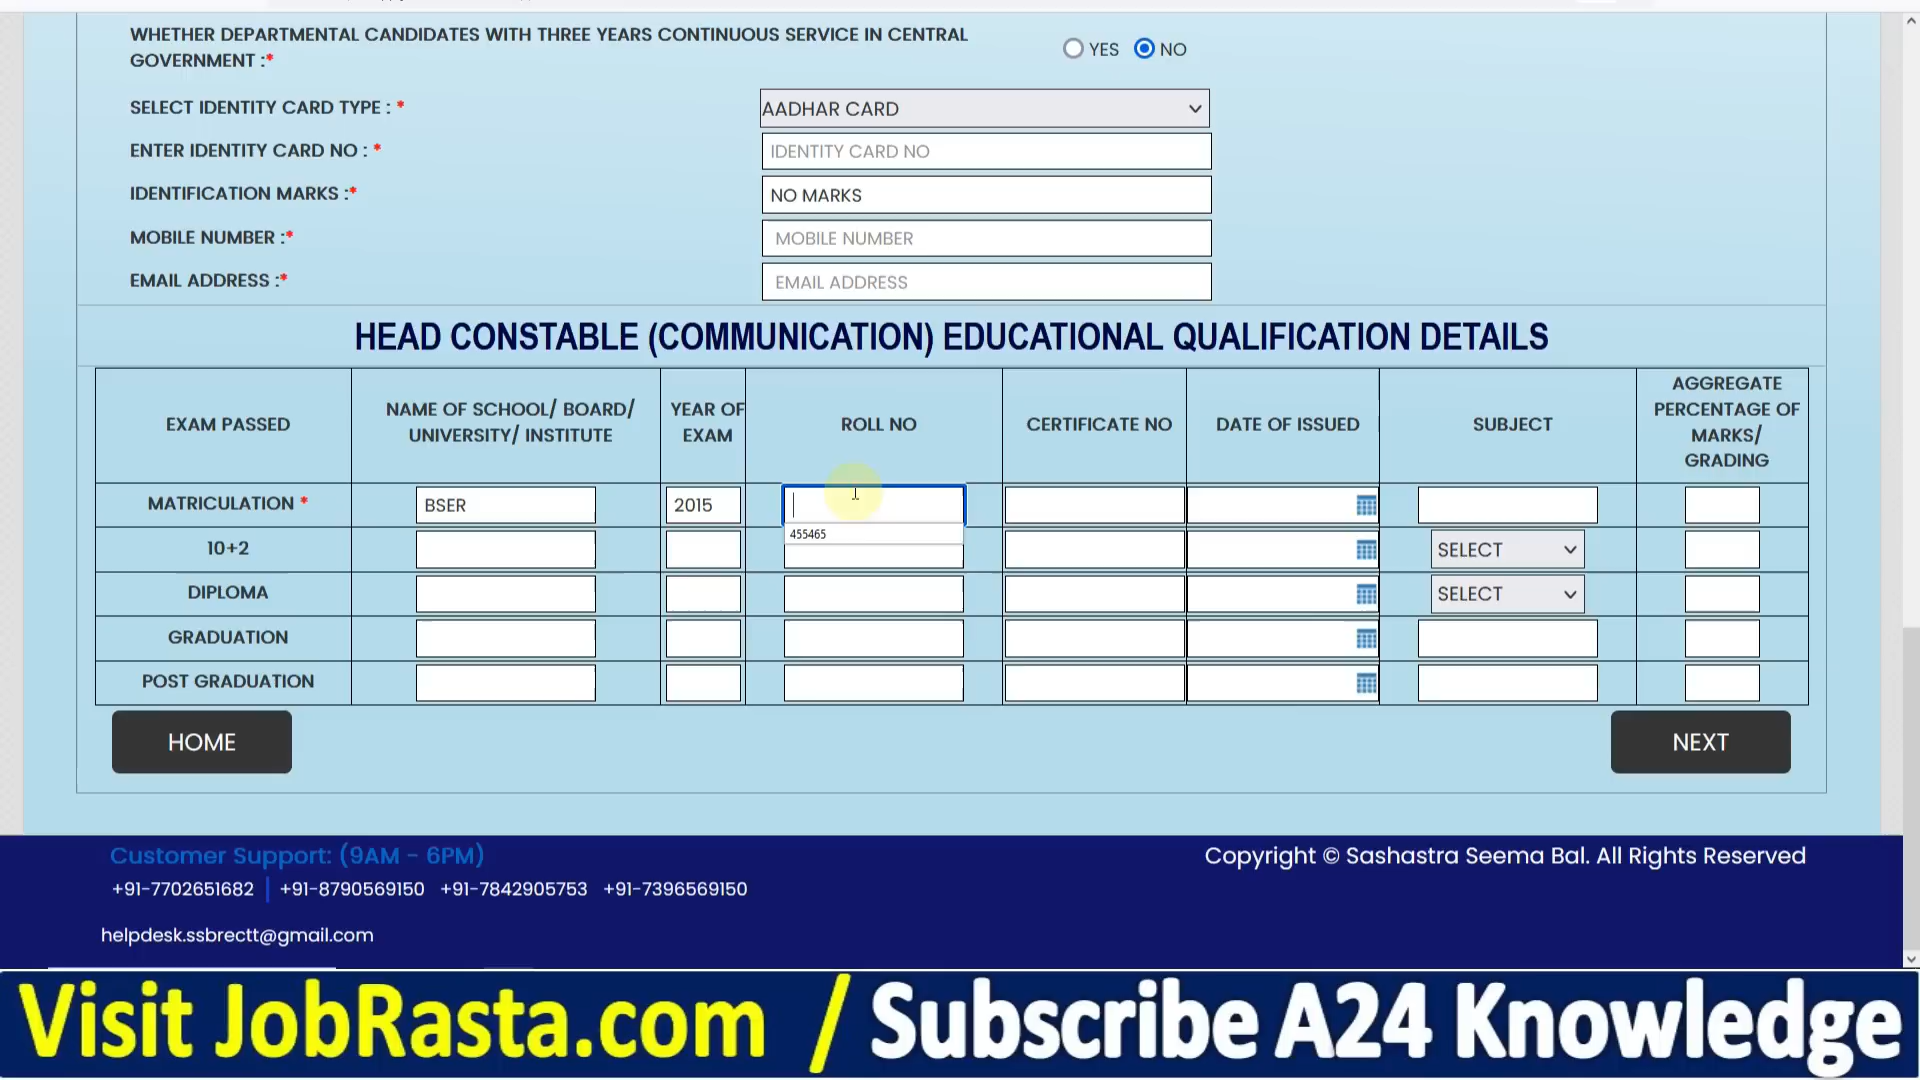 WHETHER DEPARTMENTAL CANDIDATES WITH THREE YEARS CONTINUOUS SERVICE IN CENTRAL
GOVERNMENT :*
YES NO
SELECT IDENTITY CARD TYPE : *
AADHAR CARD
ENTER IDENTITY CARD NO : *
IDENTITY CARD NO
IDENTIFICATION MARKS :*
NO MARKS
MOBILE NUMBER :*
MOBILE NUMBER
EMAIL ADDRESS :*
EMAIL ADDRESS
HEAD CONSTABLE (COMMUNICATION) EDUCATIONAL QUALIFICATION DETAILS
EXAM PASSED
NAME OF SCHOOL/ BOARD/
UNIVERSITY/ INSTITUTE
YEAR OF
EXAM
ROLL NO
CERTIFICATE NO
DATE OF ISSUED
SUBJECT
AGGREGATE
PERCENTAGE OF
MARKS/
GRADING
MATRICULATION *
BSER
2015
455465
10+2
SELECT
DIPLOMA
SELECT
GRADUATION
POST GRADUATION
HOME
NEXT
Customer Support: (9AM - 6PM)
+91-7702651682 | +91-8790569150 +91-7842905753 +91-7396569150
helpdesk.ssbrectt@gmail.com
Copyright © Sashastra Seema Bal. All Rights Reserved
Visit JobRasta.com / Subscribe A24 Knowledge